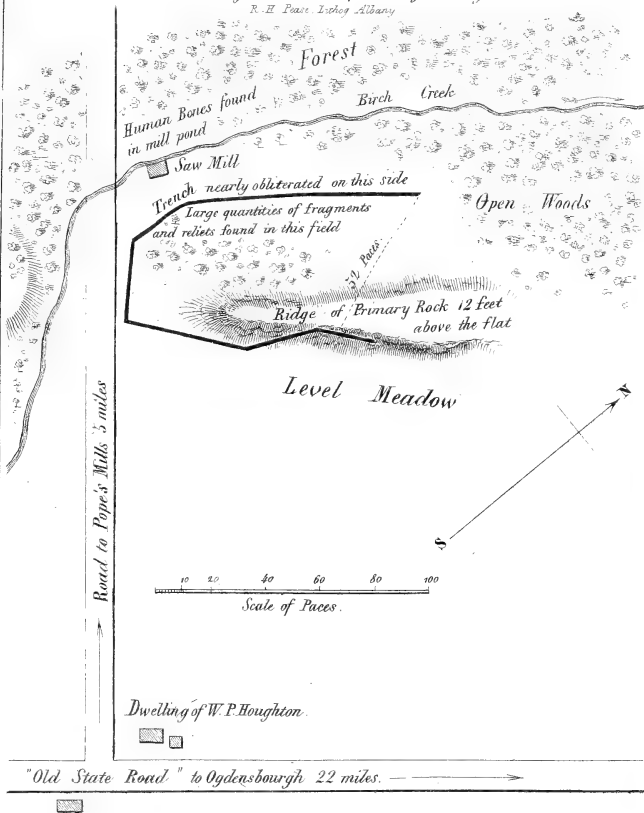 R. H. Pease, Lithog Albany
Forest
Birch Creek
Human Bones found
in mill pond
Saw Mill
Trench nearly obliterated on this side
Large quantities of fragments
and relicts found in this field
Open Woods
52 Paces
Ridge of Primary Rock 12 feet
above the flat
Level Meadow
N
S
Road to Pope's Mills 5 miles
10 20 40 60 80 100
Scale of Paces.
Dwelling of W. P. Houghton.
"Old State Road" to Ogdensbourgh 22 miles.